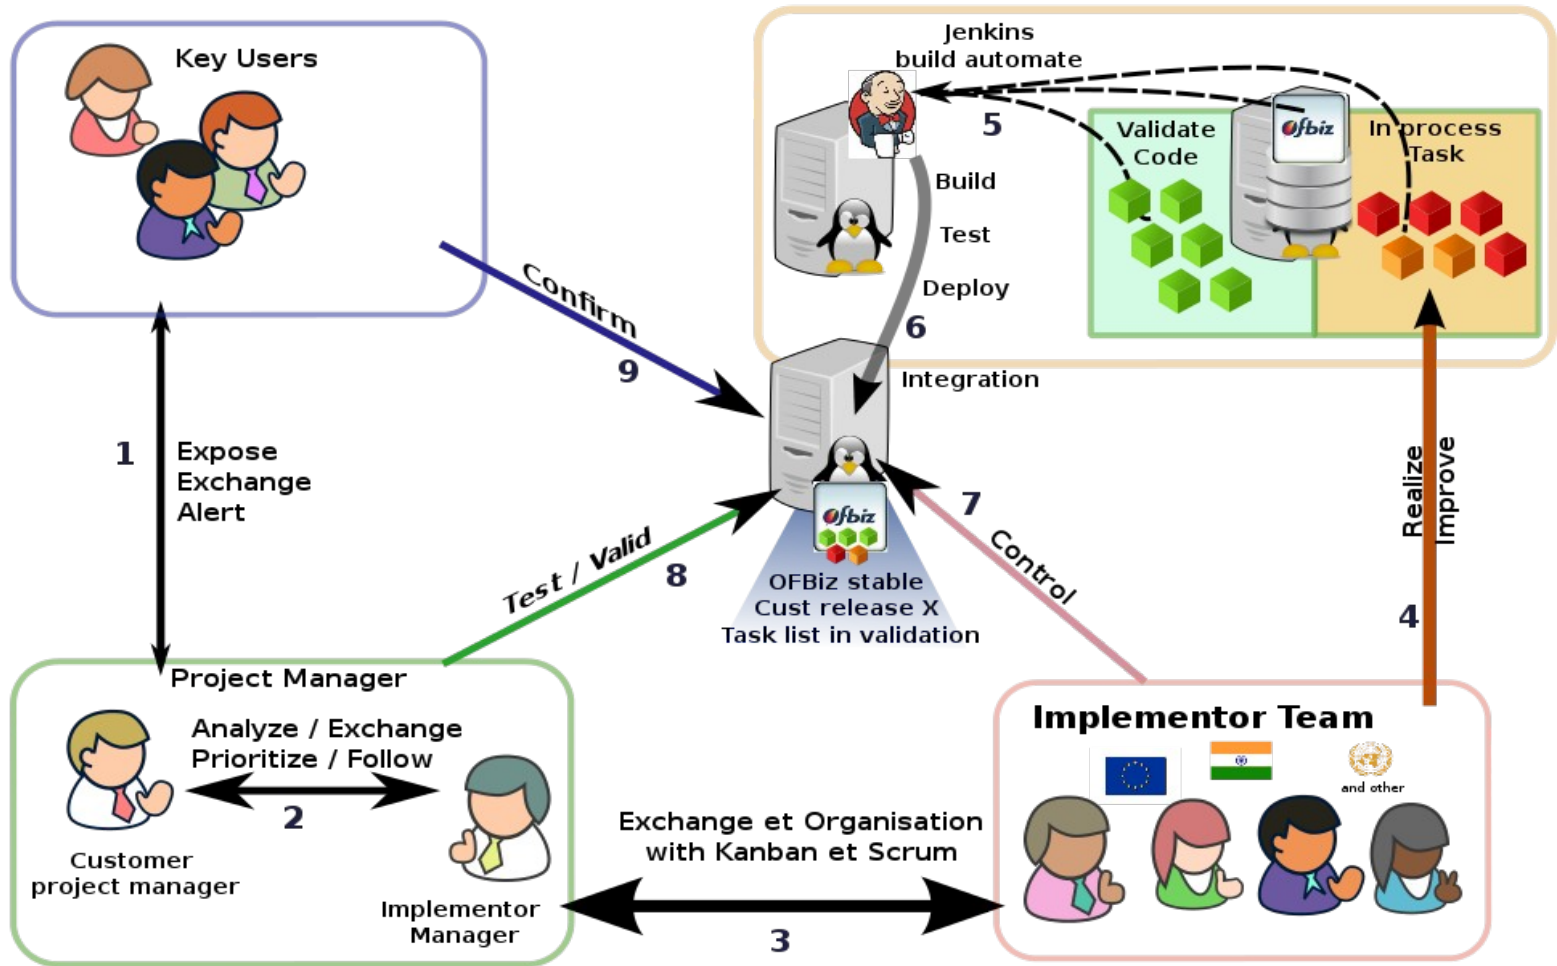 Key Users
Jenkins
build automate
5
Validate
Code
Ofbiz
In process
Task
Build
Test
Deploy
6
Integration
Confirm
9
1
Expose
Exchange
Alert
Test / Valid
8
Ofbiz
OFBiz stable
Cust release X
Task list in validation
7
Control
Realize
Improve
4
Project Manager
Analyze / Exchange
Prioritize / Follow
2
Customer
project manager
Implementor
Manager
Exchange et Organisation
with Kanban et Scrum
3
Implementor Team
and other